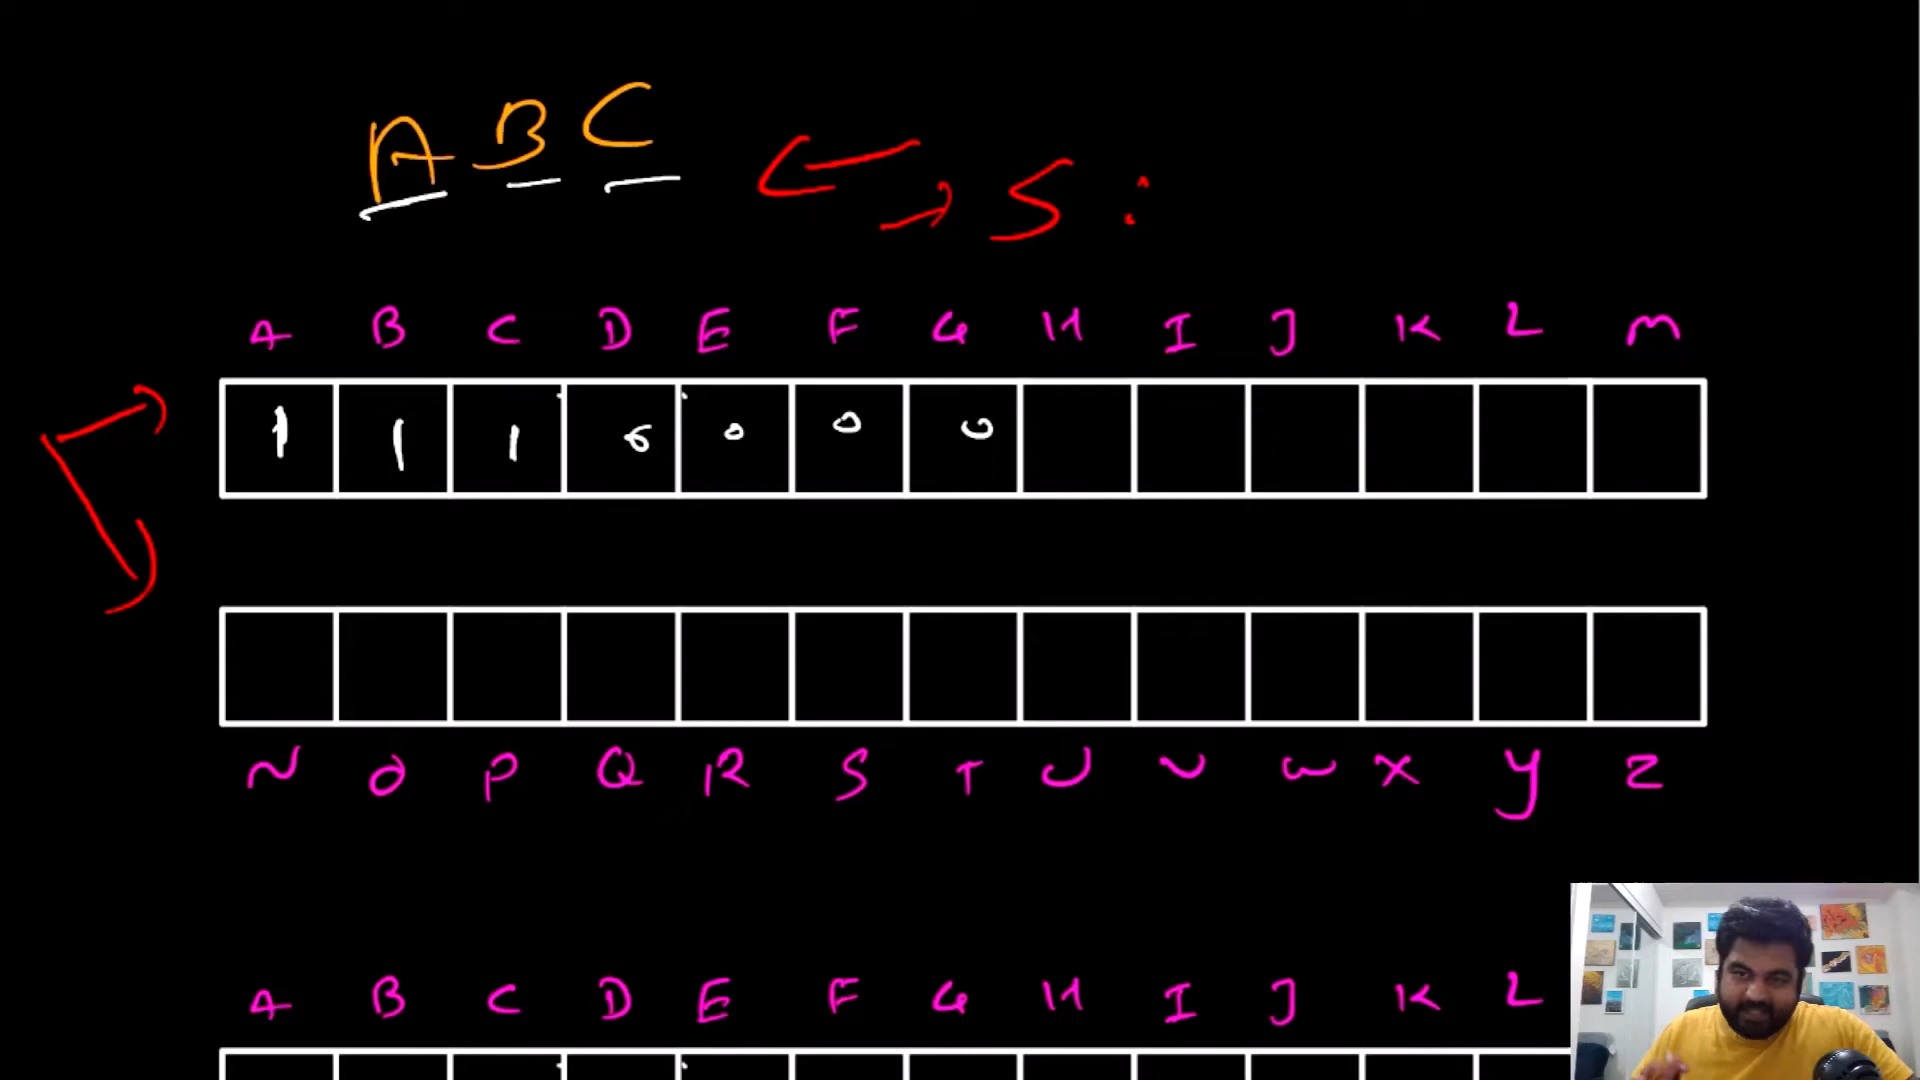 A B C S :
A B C D E F G H I J K L M
1 1 1 0 0 0 0
N O P Q R S T U V W X Y Z
A B C D E F G H I J K L